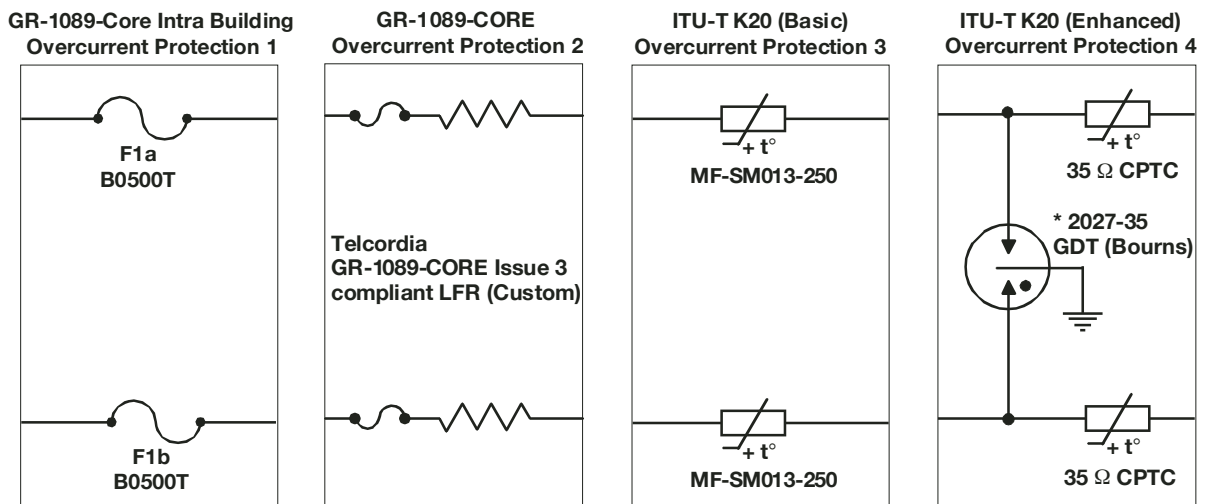 GR-1089-Core Intra Building
Overcurrent Protection 1
GR-1089-CORE
Overcurrent Protection 2
ITU-T K20 (Basic)
Overcurrent Protection 3
ITU-T K20 (Enhanced)
Overcurrent Protection 4
F1a
B0500T
F1b
B0500T
Telcordia
GR-1089-CORE Issue 3
compliant LFR (Custom)
+ t°
MF-SM013-250
+ t°
MF-SM013-250
+ t°
35 Ω CPTC
* 2027-35
GDT (Bourns)
+ t°
35 Ω CPTC